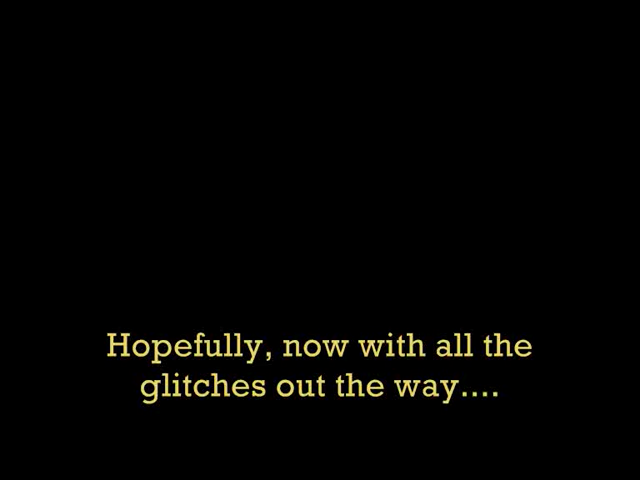 Hopefully, now with all the
glitches out the way....